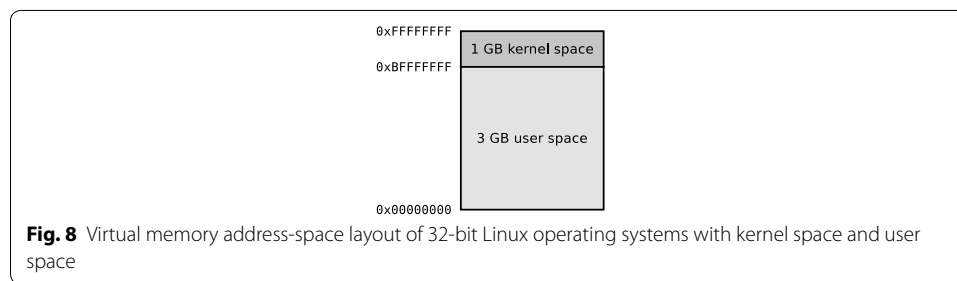 0xFFFFFFFF
1 GB kernel space
0xBFFFFFFF
3 GB user space
0x00000000
Fig. 8 Virtual memory address-space layout of 32-bit Linux operating systems with kernel space and user
space